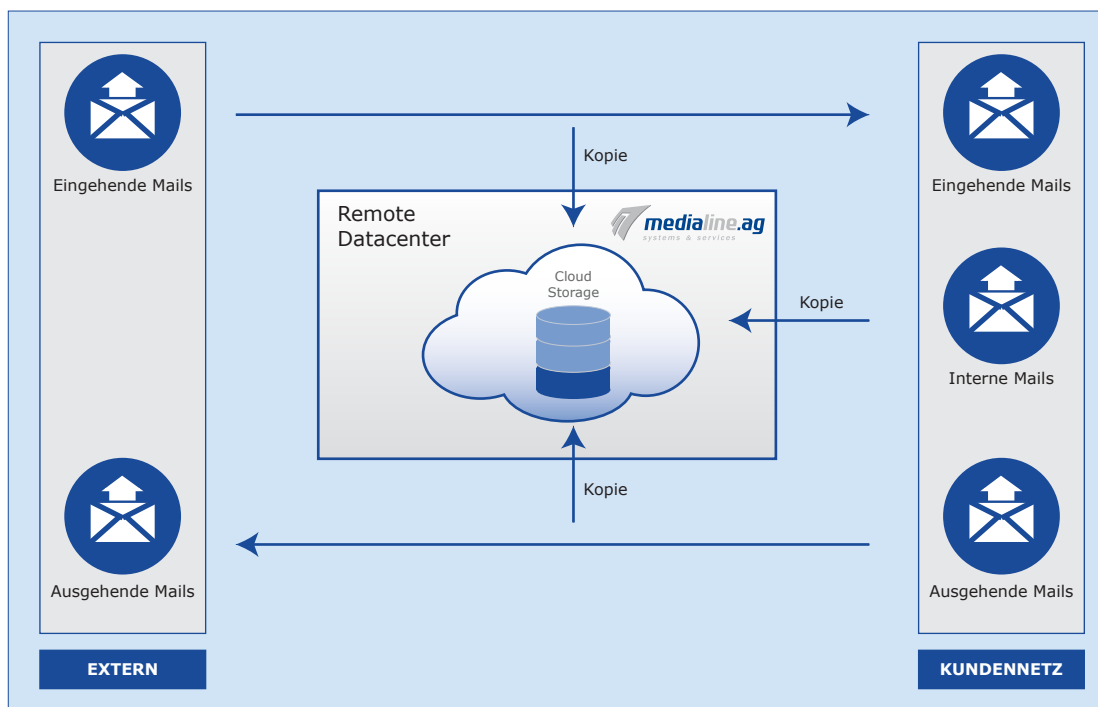 Eingehende Mails
Kopie
Eingehende Mails
Remote
Datacenter
medialine.ag
systems & services
Cloud
Storage
Kopie
Interne Mails
Kopie
Ausgehende Mails
Ausgehende Mails
EXTERN
KUNDENNETZ